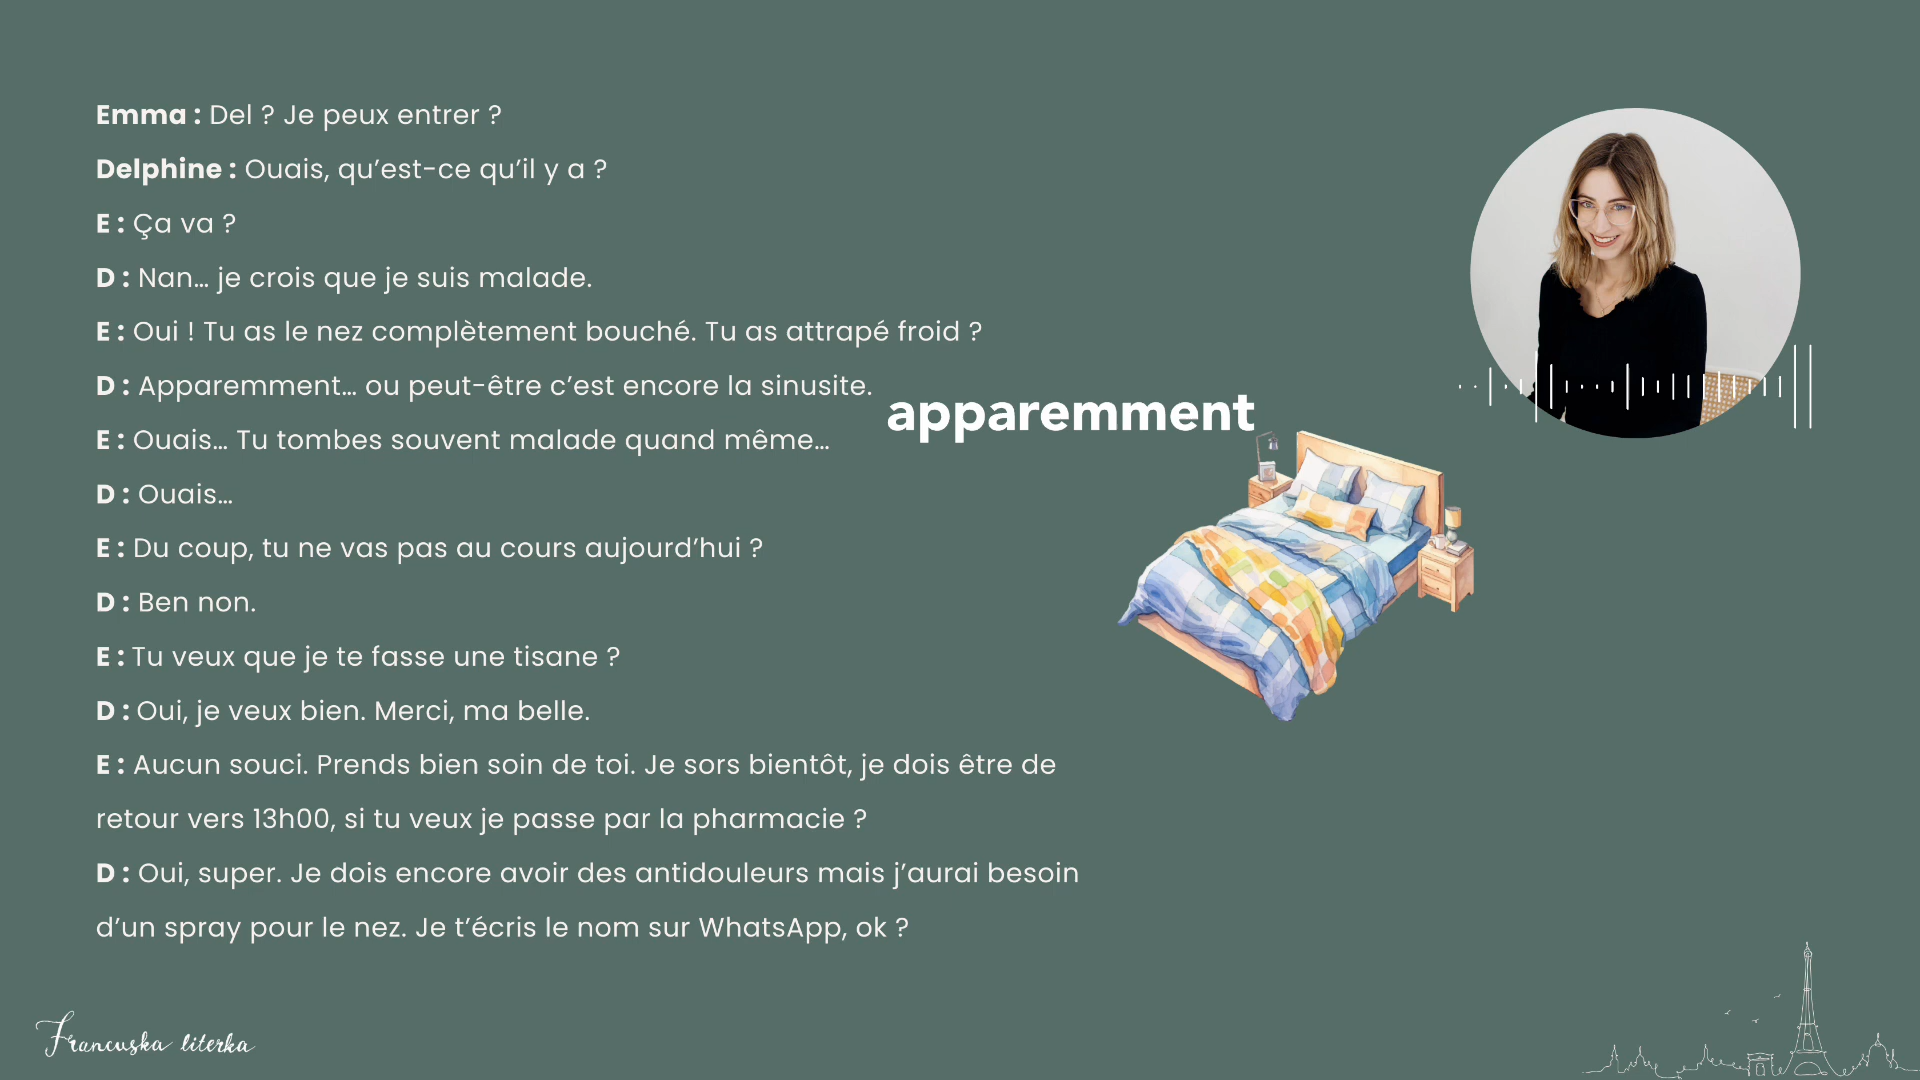 Emma : Del ? Je peux entrer ?
Delphine : Ouais, qu’est-ce qu’il y a ?
E : Ça va ?
D : Nan… je crois que je suis malade.
E : Oui ! Tu as le nez complètement bouché. Tu as attrapé froid ?
D : Apparemment… ou peut-être c’est encore la sinusite.
apparemment
E : Ouais… Tu tombes souvent malade quand même…
D : Ouais…
E : Du coup, tu ne vas pas au cours aujourd’hui ?
D : Ben non.
E : Tu veux que je te fasse une tisane ?
D : Oui, je veux bien. Merci, ma belle.
E : Aucun souci. Prends bien soin de toi. Je sors bientôt, je dois être de
retour vers 13h00, si tu veux je passe par la pharmacie ?
D : Oui, super. Je dois encore avoir des antidouleurs mais j’aurai besoin
d’un spray pour le nez. Je t’écris le nom sur WhatsApp, ok ?
Francuska literka